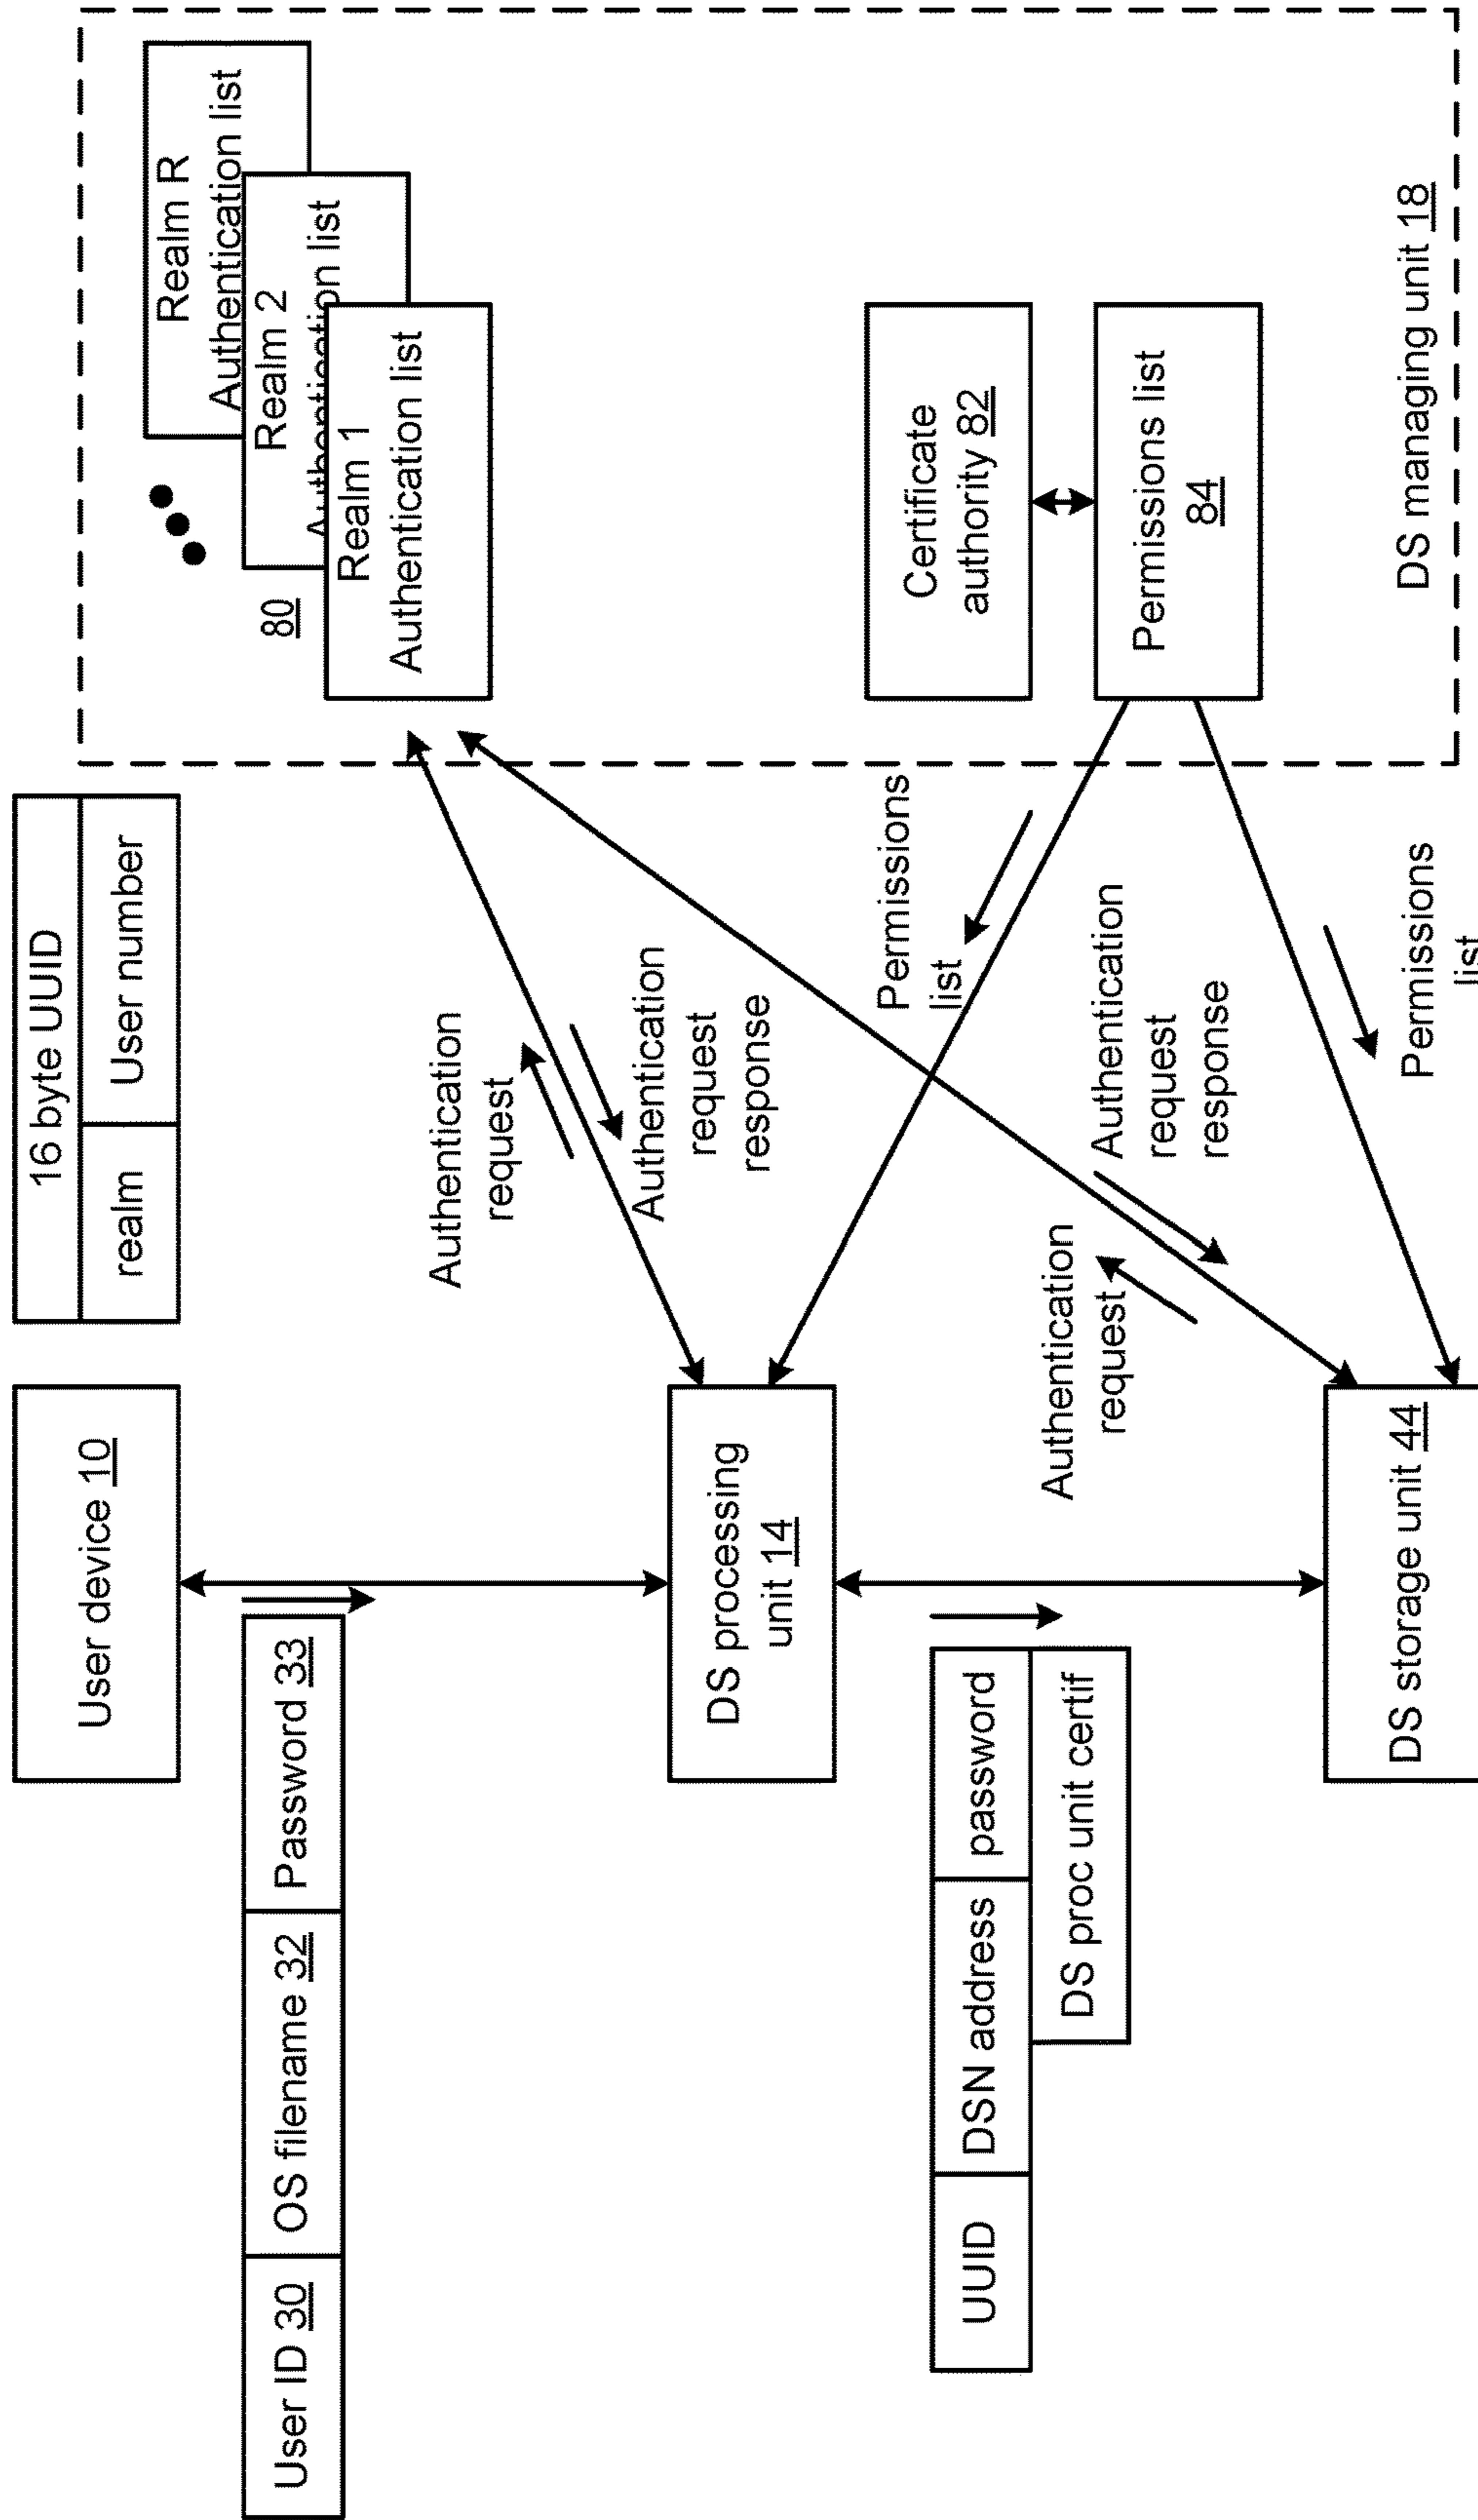 User ID 30
OS filename 32
Password 33
User device 10
16 byte UUID
realm
User number
Realm R
Authentication list
Realm 2
Authentication list
80
Realm 1
Authentication list
Authentication
request
Authentication
request
response
DS processing
unit 14
Permissions
list
Certificate
authority 82
Permissions list
84
UUID
DSN address
password
DS proc unit certif
Authentication
request
Authentication
request
response
DS storage unit 44
Permissions
list
DS managing unit 18